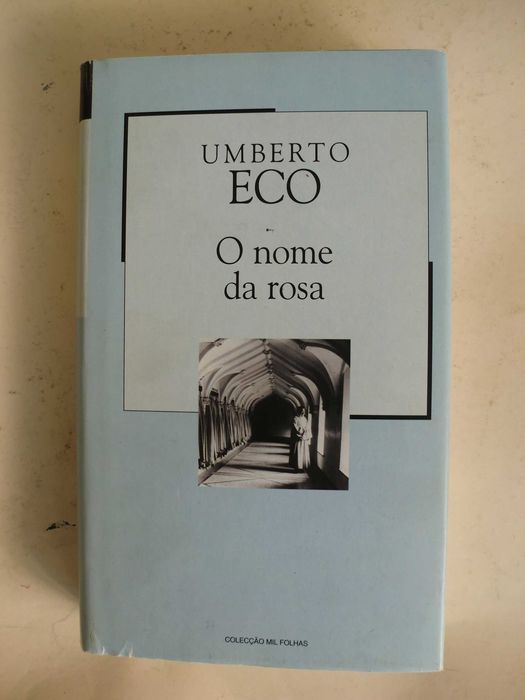 UMBERTO
ECO
O nome
da rosa
COLECÇÃO MIL FOLHAS